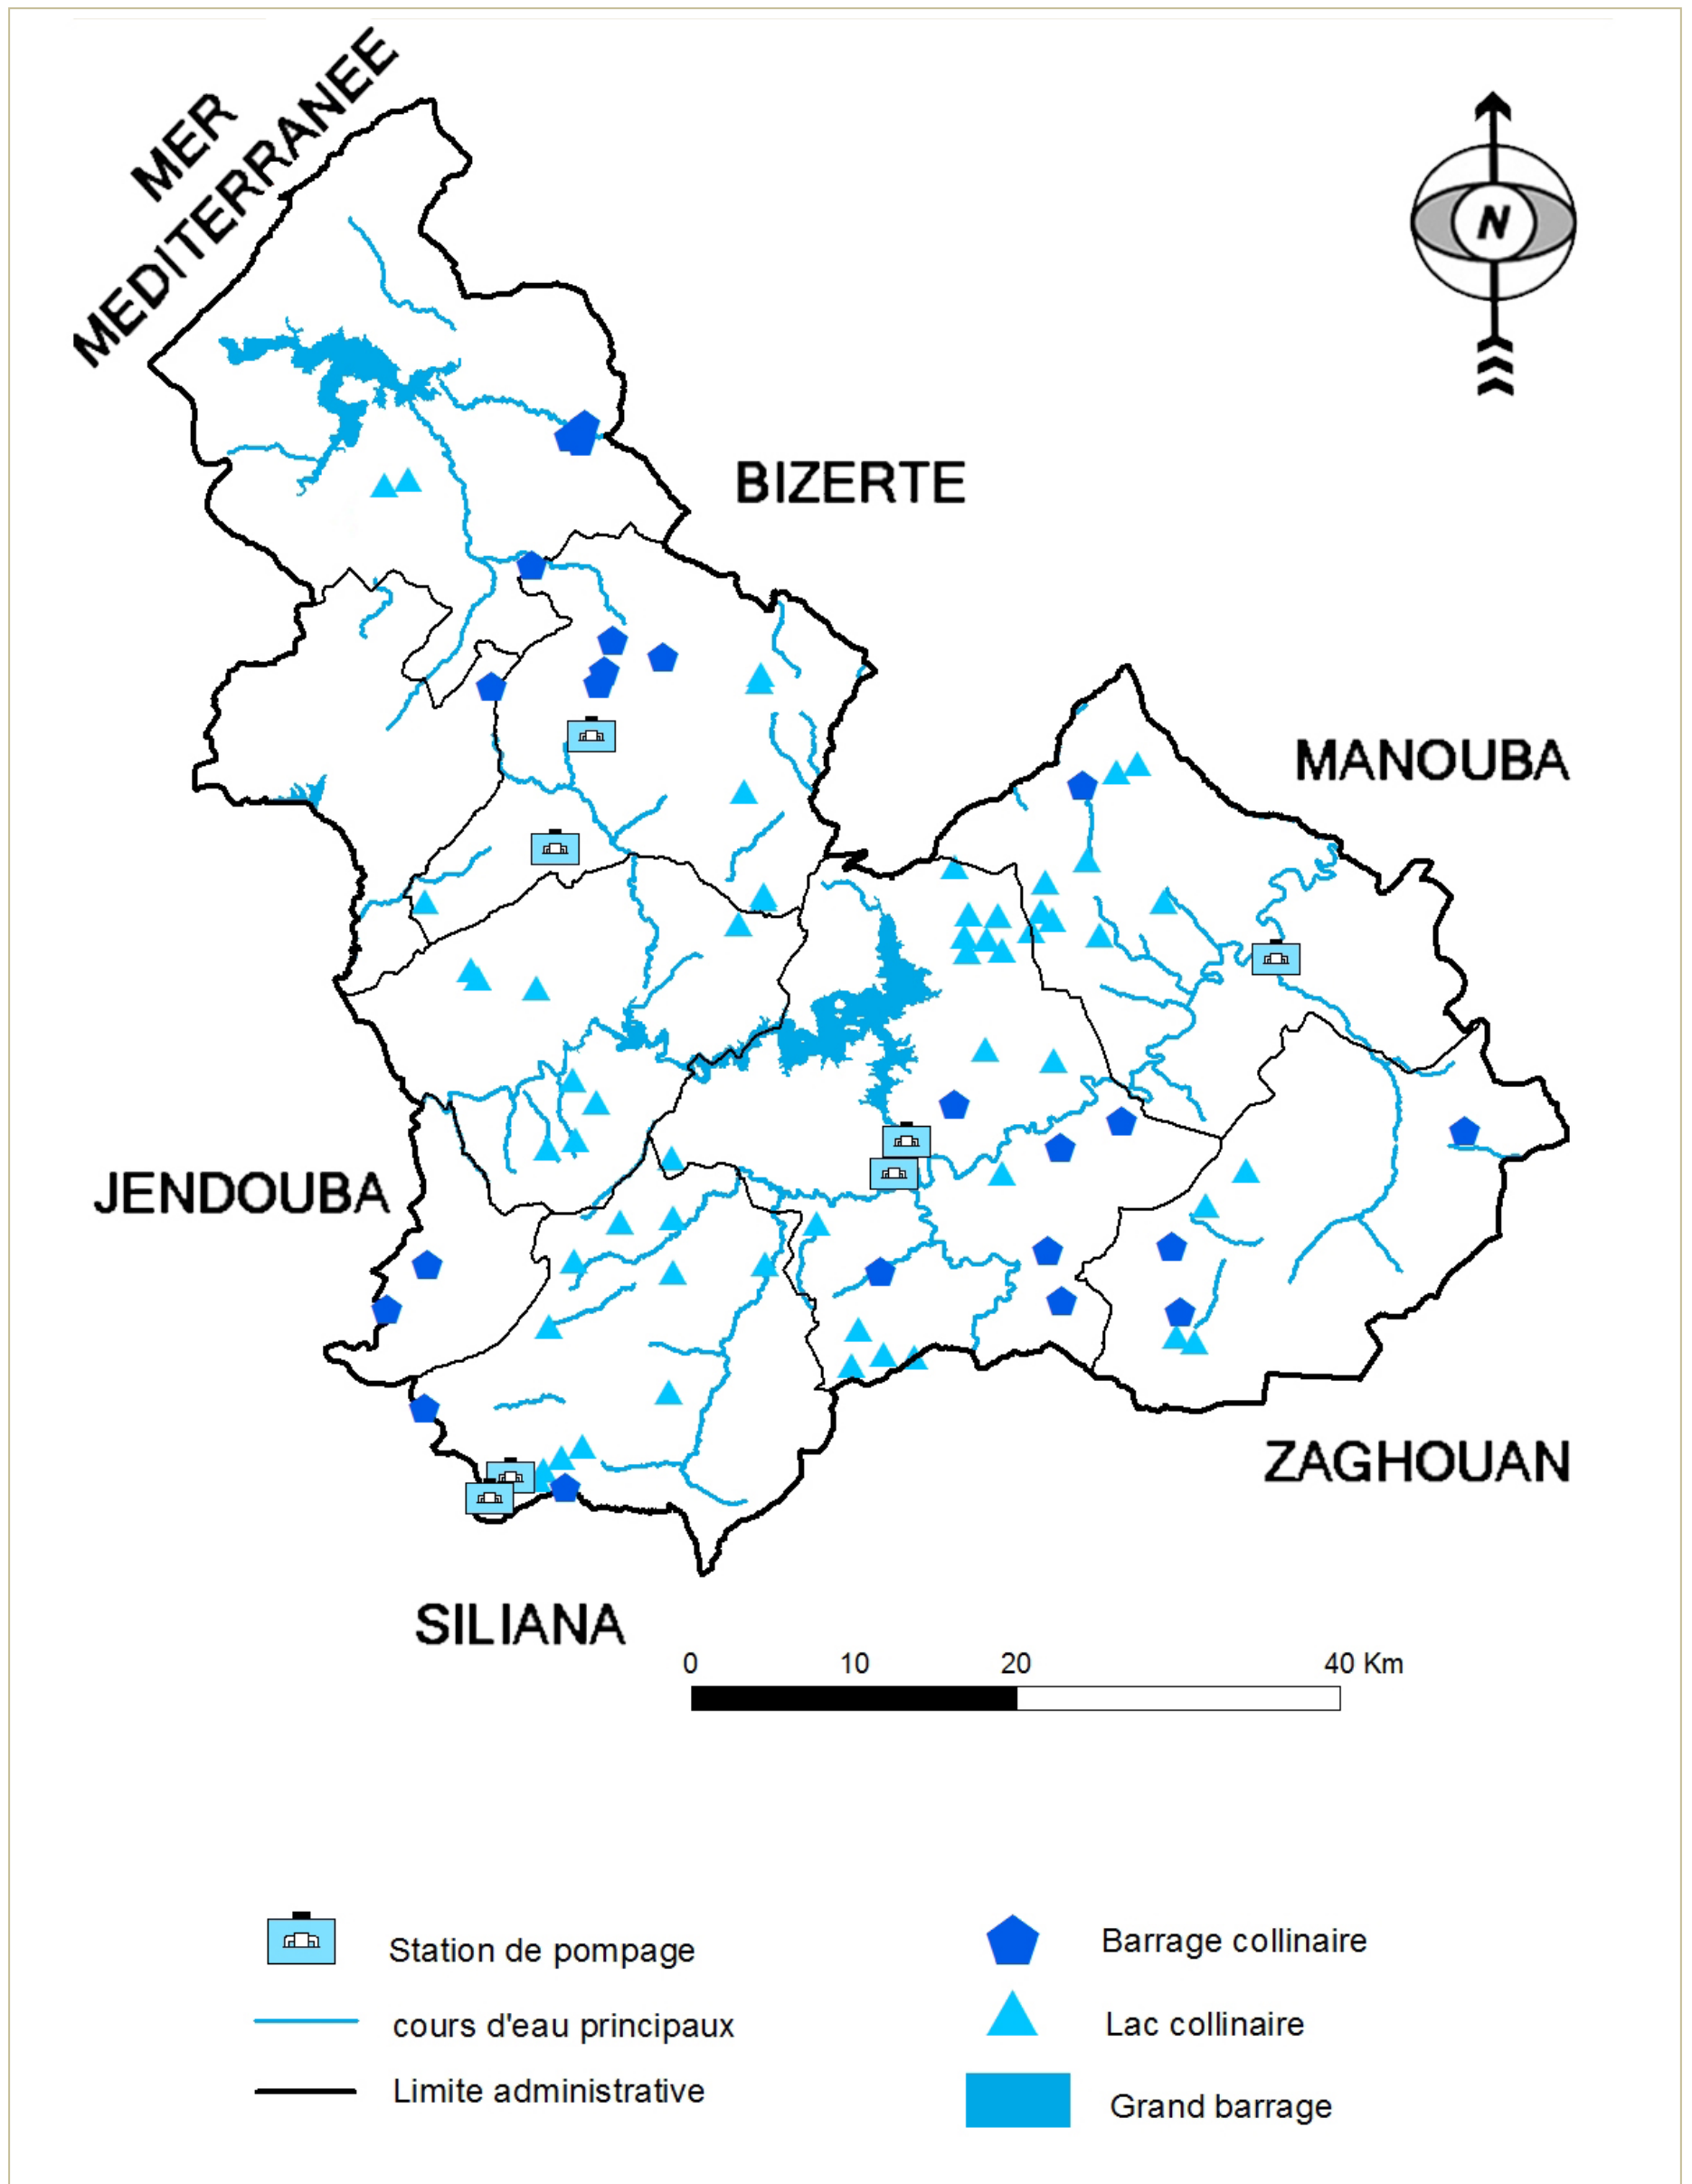 MER
MEDITERRANEE
N
BIZERTE
MANOUBA
JENDOUBA
ZAGHOUAN
SILIANA
0 10 20 40 Km
Station de pompage
cours d'eau principaux
Limite administrative
Barrage collinaire
Lac collinaire
Grand barrage